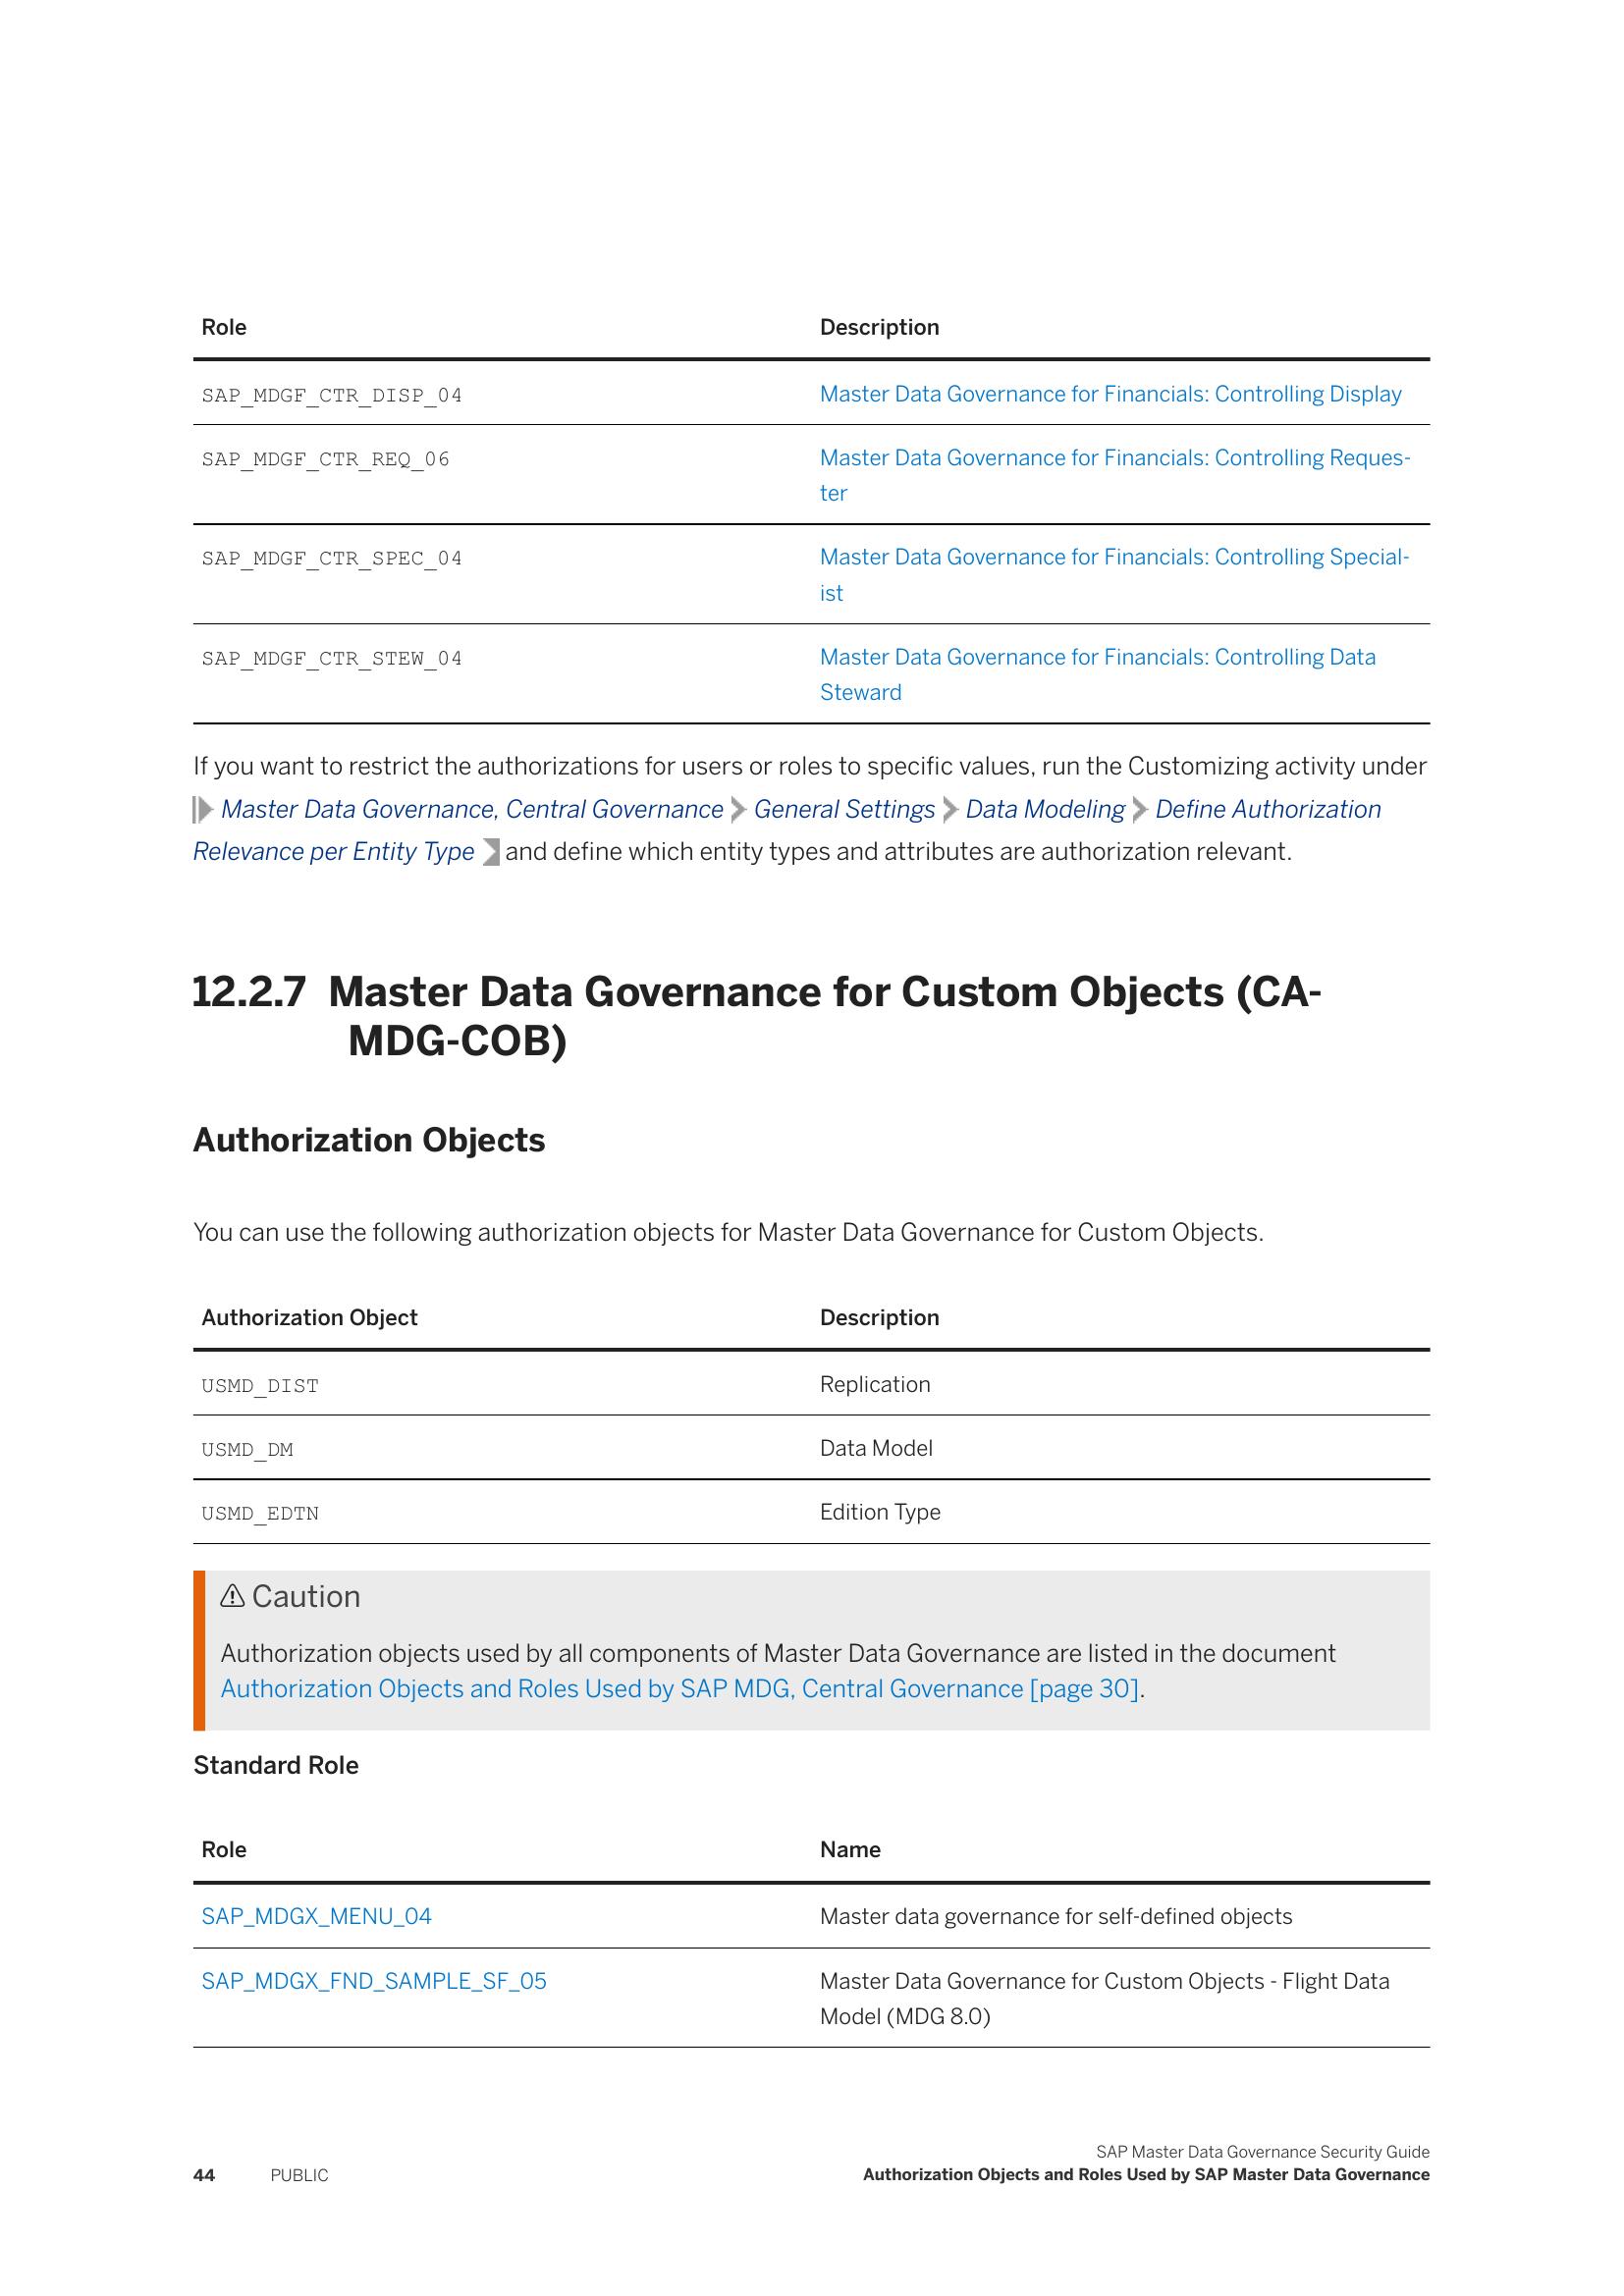 Role Description
SAP_MDGF_CTR_DISP_04 Master Data Governance for Financials: Controlling Display
SAP_MDGF_CTR_REQ_06 Master Data Governance for Financials: Controlling Reques-
ter
SAP_MDGF_CTR_SPEC_04 Master Data Governance for Financials: Controlling Special-
ist
SAP_MDGF_CTR_STEW_04 Master Data Governance for Financials: Controlling Data
Steward
If you want to restrict the authorizations for users or roles to specific values, run the Customizing activity under
Master Data Governance, Central Governance General Settings Data Modeling Define Authorization
Relevance per Entity Type and define which entity types and attributes are authorization relevant.
12.2.7 Master Data Governance for Custom Objects (CA-
MDG-COB)
Authorization Objects
You can use the following authorization objects for Master Data Governance for Custom Objects.
Authorization Object Description
USMD_DIST Replication
USMD_DM Data Model
USMD_EDTN Edition Type
Caution
Authorization objects used by all components of Master Data Governance are listed in the document
Authorization Objects and Roles Used by SAP MDG, Central Governance [page 30].
Standard Role
Role Name
SAP_MDGX_MENU_04 Master data governance for self-defined objects
SAP_MDGX_FND_SAMPLE_SF_05 Master Data Governance for Custom Objects - Flight Data
Model (MDG 8.0)
SAP Master Data Governance Security Guide
44 PUBLIC Authorization Objects and Roles Used by SAP Master Data Governance